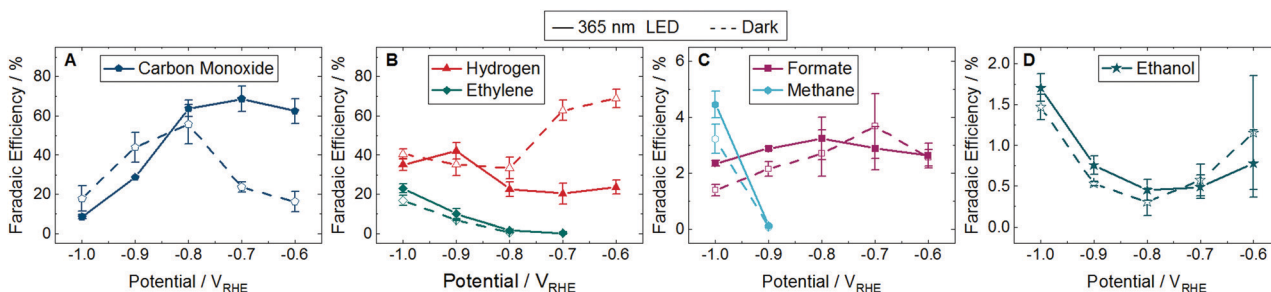 365 nm LED Dark
A
Carbon Monoxide
80
60
40
20
0
Faradaic Efficiency / %
-1.0 -0.9 -0.8 -0.7 -0.6
Potential / VRHE
B
Hydrogen
Ethylene
80
60
40
20
0
Faradaic Efficiency / %
-1.0 -0.9 -0.8 -0.7 -0.6
Potential / VRHE
C
Formate
Methane
6
4
2
0
Faradaic Efficiency / %
-1.0 -0.9 -0.8 -0.7 -0.6
Potential / VRHE
D
Ethanol
2.0
1.5
1.0
0.5
0.0
Faradaic Efficiency / %
-1.0 -0.9 -0.8 -0.7 -0.6
Potential / VRHE